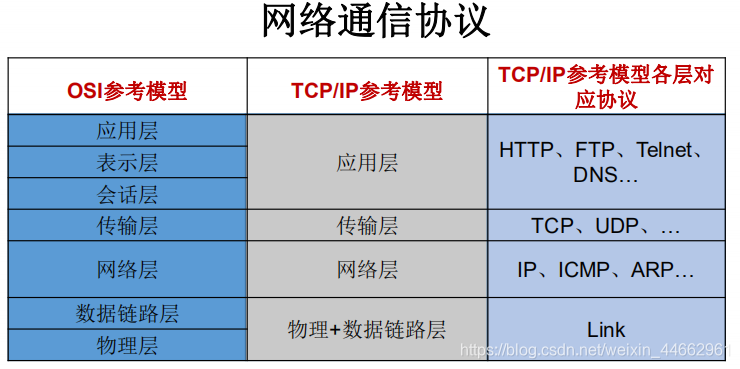 网络通信协议
OSI参考模型
TCP/IP参考模型
TCP/IP参考模型各层对
应协议
应用层
表示层
会话层
应用层
HTTP、FTP、Telnet、
DNS…
传输层
传输层
TCP、UDP、…
网络层
网络层
IP、ICMP、ARP…
数据链路层
物理层
物理+数据链路层
Link
https://blog.csdn.net/weixin_44662961